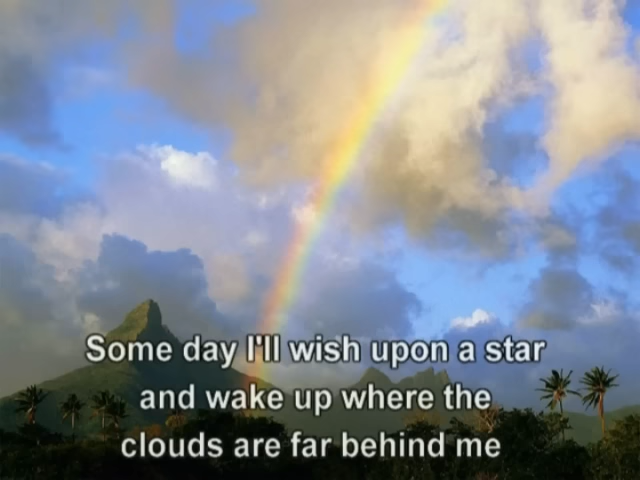 Some day I'll wish upon a star
and wake up where the
clouds are far behind me